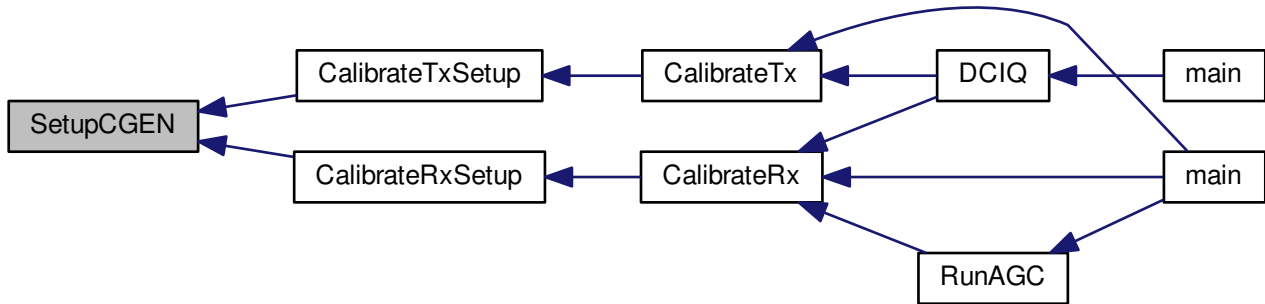 SetupCGEN
CalibrateTxSetup
CalibrateRxSetup
CalibrateTx
CalibrateRx
DCIQ
RunAGC
main
main